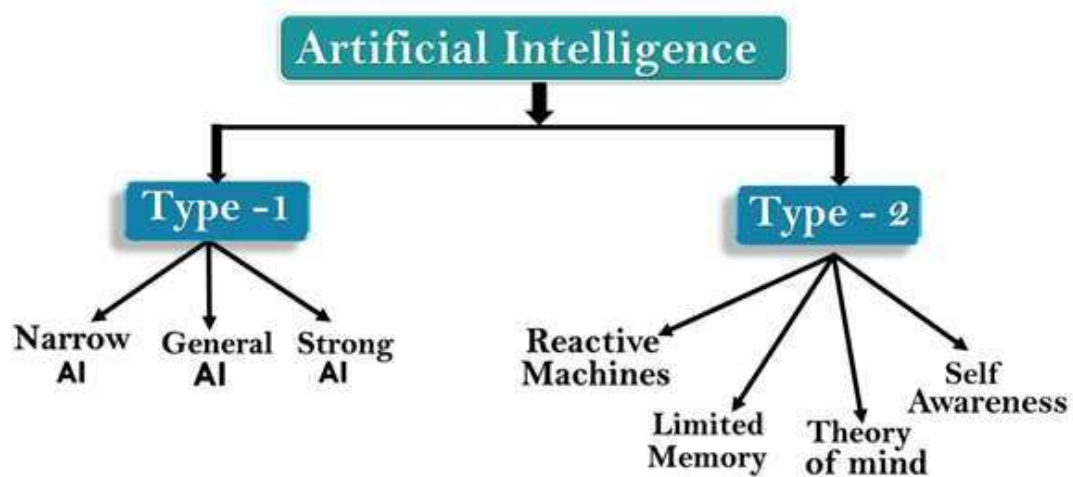 Artificial Intelligence
Type -1
Type - 2
Narrow
AI
General
AI
Strong
AI
Reactive
Machines
Limited
Memory
Theory
of mind
Self
Awareness